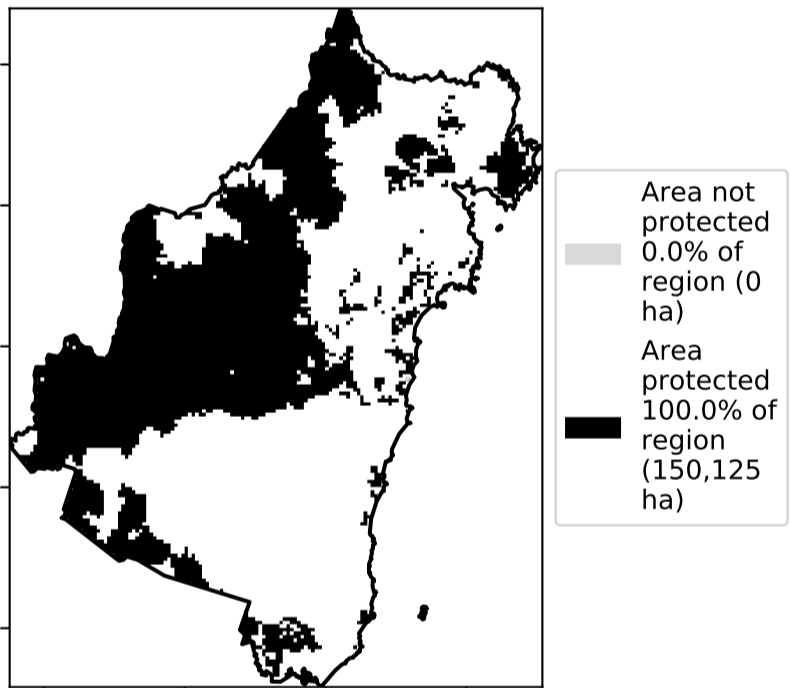 Area not
protected
0.0% of
region (0
ha)
Area
protected
100.0% of
region
(150,125
ha)